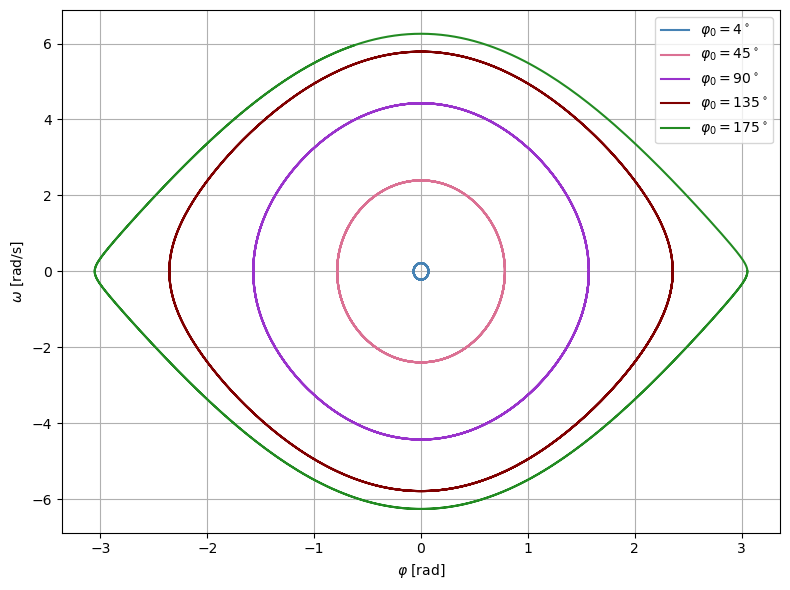 6
4
2
0
−2
−4
−6
ω [rad/s]
−3
−2
−1
0
1
2
3
φ [rad]
φ₀ = 4°
φ₀ = 45°
φ₀ = 90°
φ₀ = 135°
φ₀ = 175°